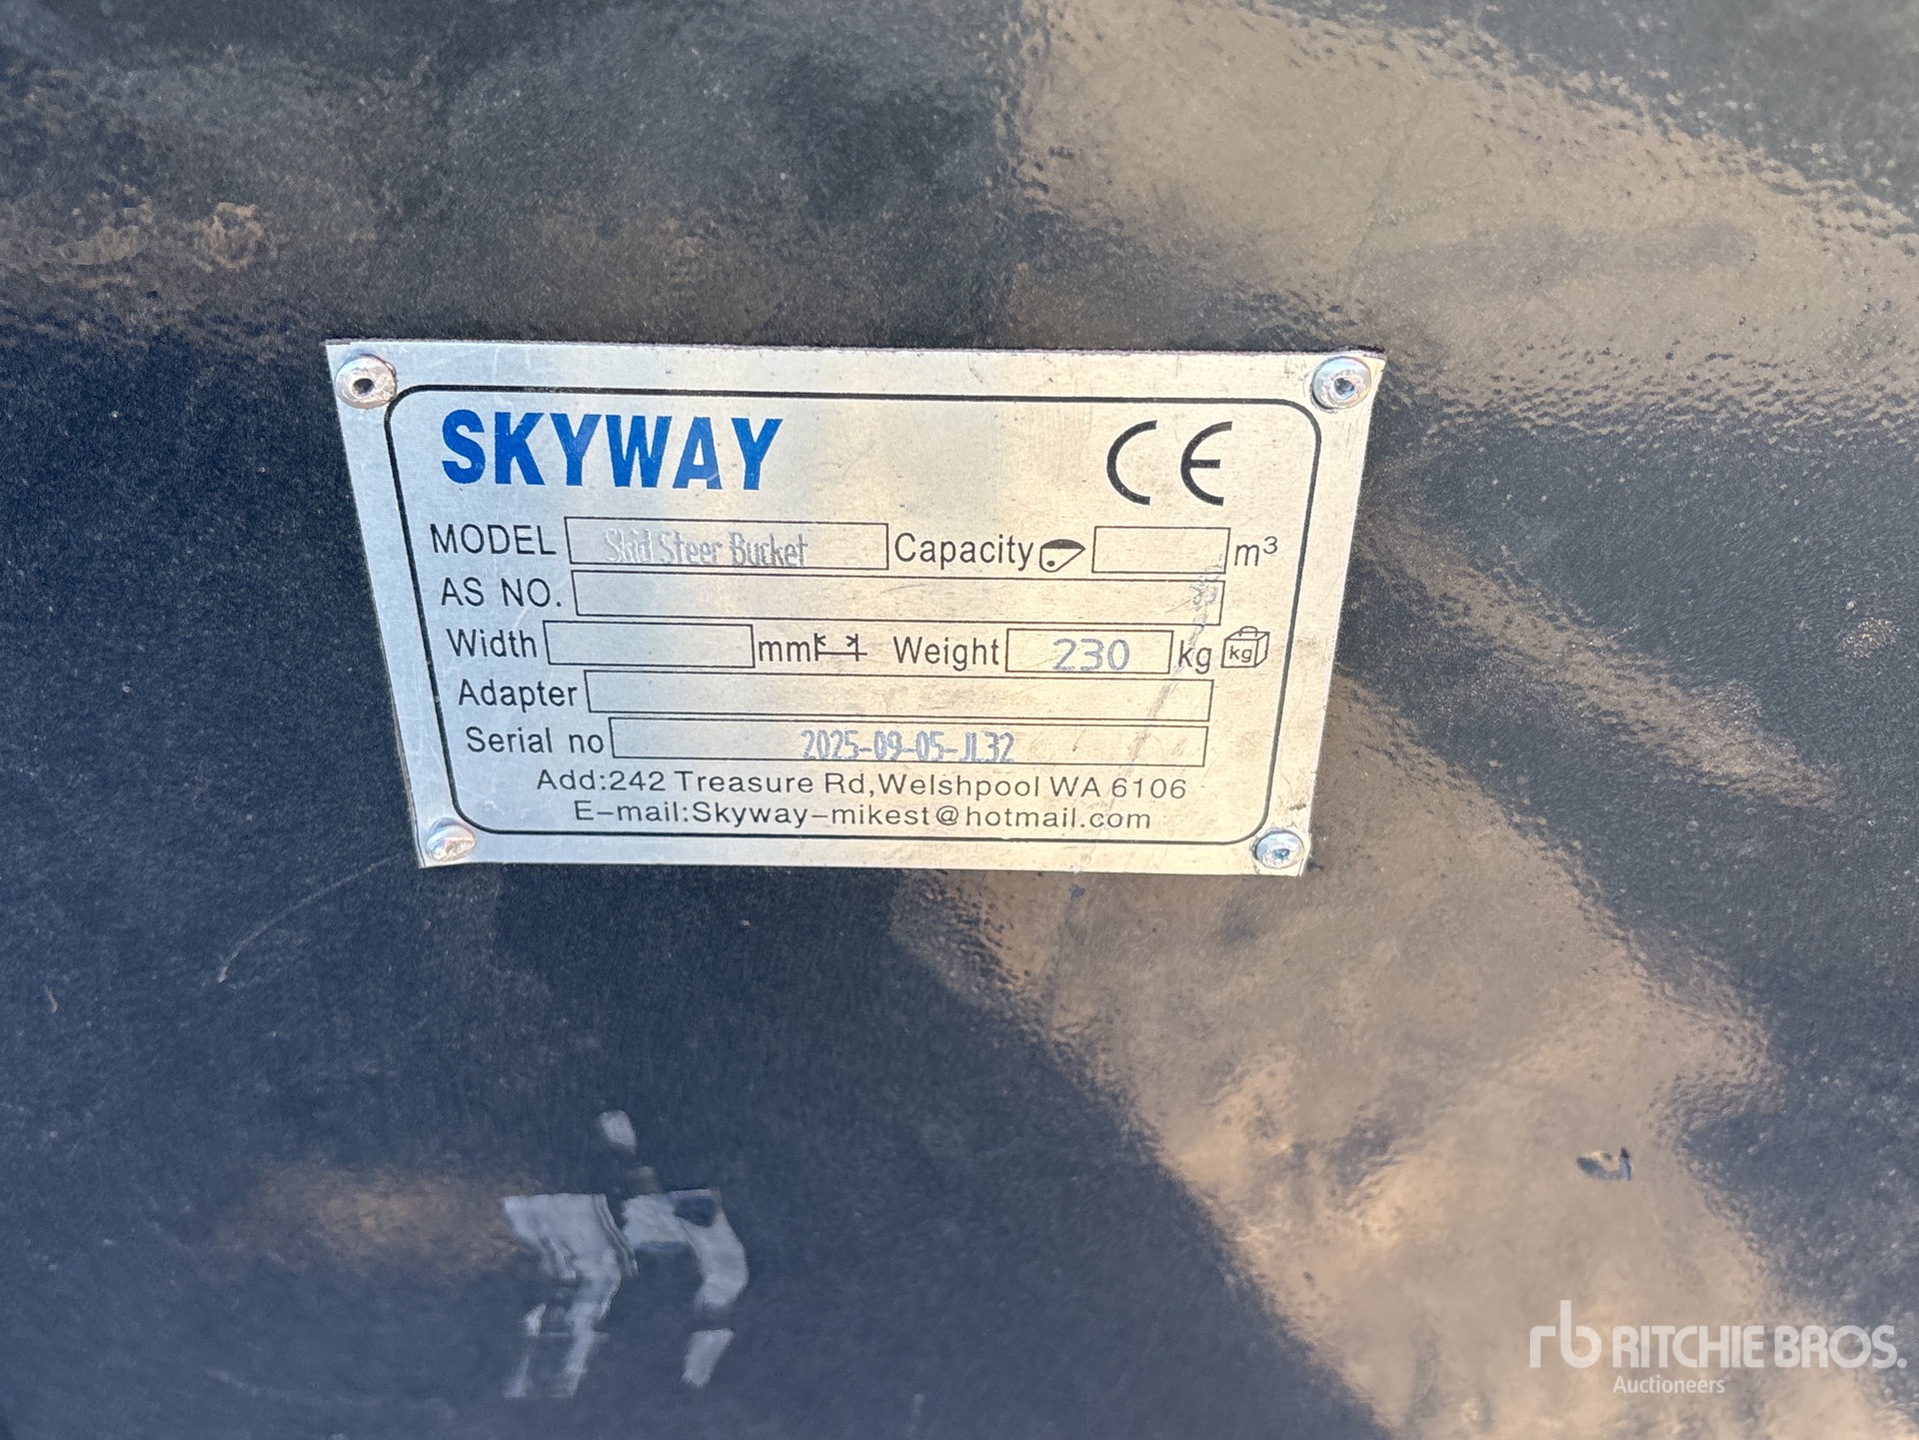 SKYWAY CE
MODEL Skid Steer Bucket Capacity m³
AS NO.
Width mm Weight 230 kg kg
Adapter
Serial no 2025-09-05-JL32
Add:242 Treasure Rd,Welshpool WA 6106
E-mail:Skyway-mikest@hotmail.com
rb RITCHIE BROS.
Auctioneers